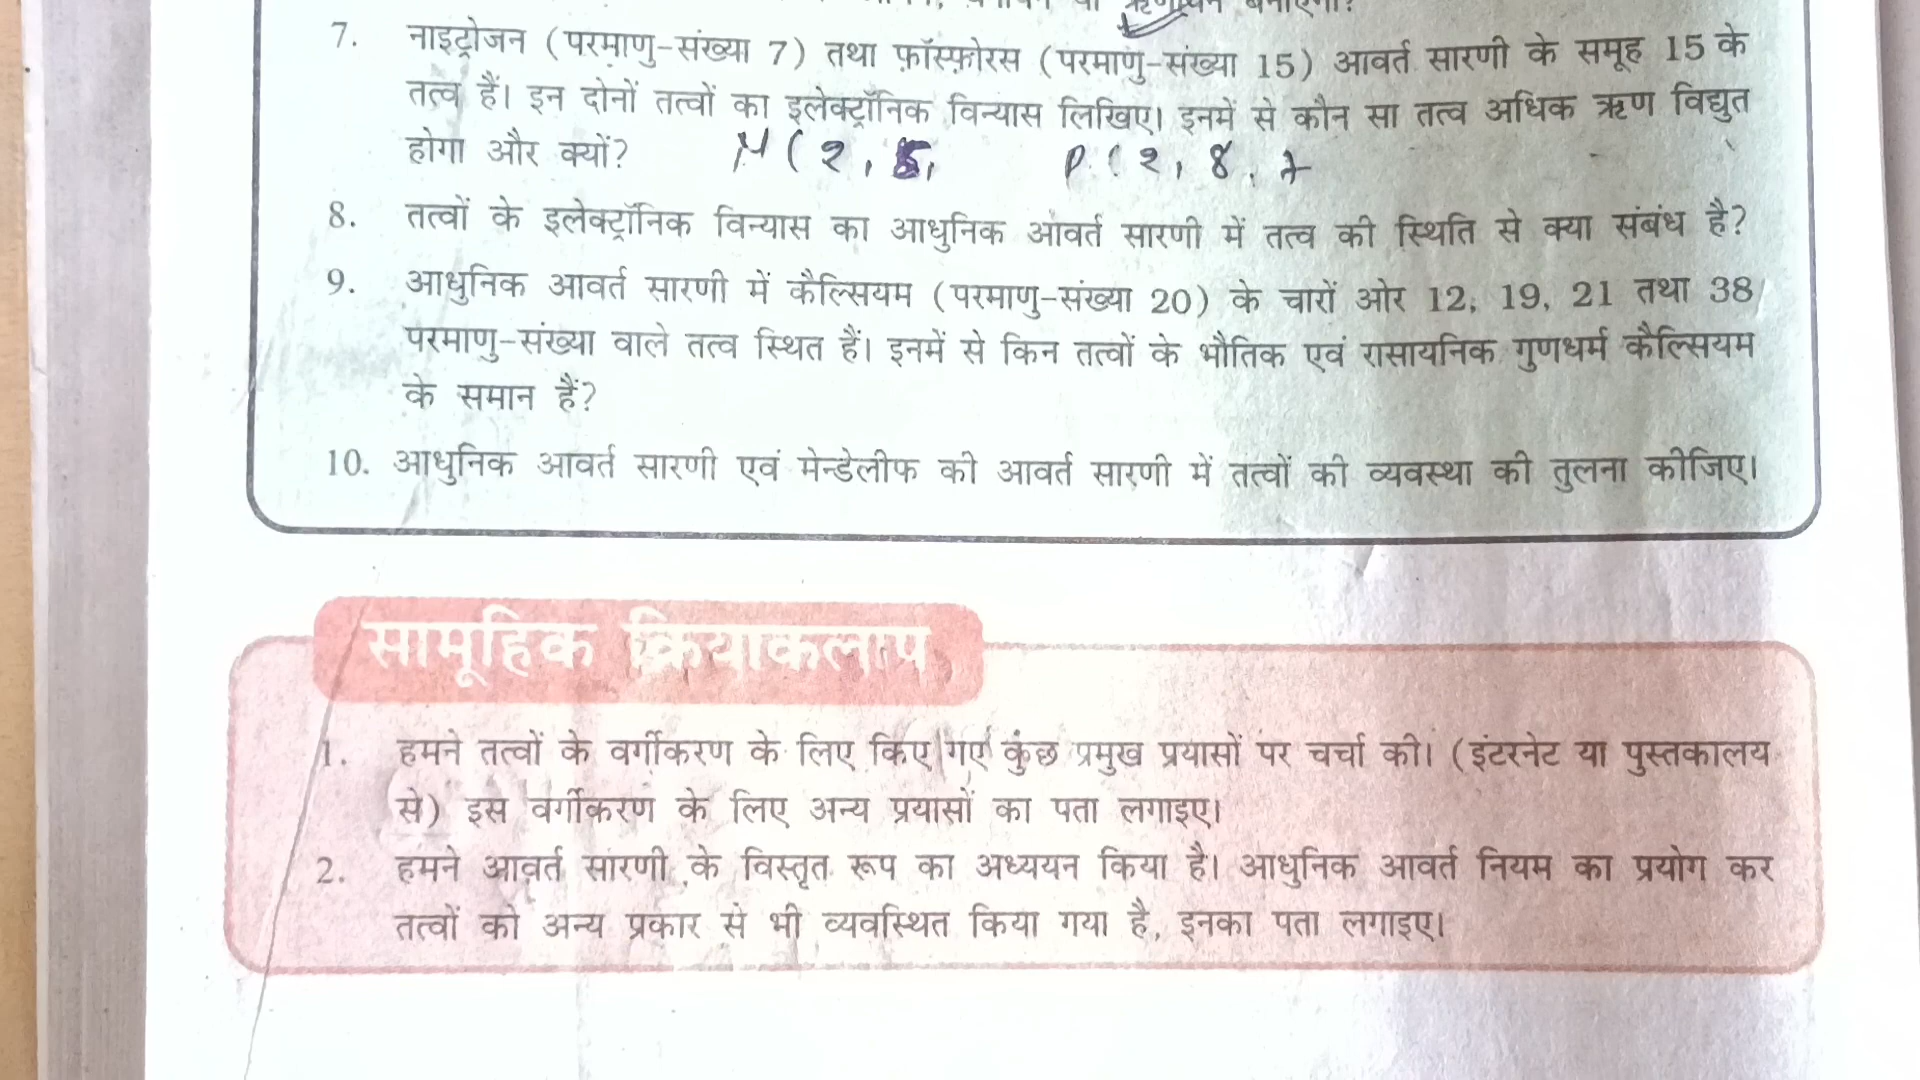 7. नाइट्रोजन (परमाणु-संख्या 7) तथा फ़ॉस्फ़ोरस (परमाणु-संख्या 15) आवर्त सारणी के समूह 15 के
तत्व हैं। इन दोनों तत्वों का इलेक्ट्रॉनिक विन्यास लिखिए। इनमें से कौन सा तत्व अधिक ऋण विद्युत
होगा और क्यों? N ( 2 , 5, P ( 2 , 8 ,
8. तत्वों के इलेक्ट्रॉनिक विन्यास का आधुनिक आवर्त सारणी में तत्व की स्थिति से क्या संबंध है?
9. आधुनिक आवर्त सारणी में कैल्सियम (परमाणु-संख्या 20) के चारों ओर 12, 19, 21 तथा 38
परमाणु-संख्या वाले तत्व स्थित हैं। इनमें से किन तत्वों के भौतिक एवं रासायनिक गुणधर्म कैल्सियम
के समान हैं?
10. आधुनिक आवर्त सारणी एवं मेन्डेलीफ की आवर्त सारणी में तत्वों की व्यवस्था की तुलना कीजिए।
सामूहिक क्रियाकलाप
1. हमने तत्वों के वर्गीकरण के लिए किए गए कुछ प्रमुख प्रयासों पर चर्चा की। (इंटरनेट या पुस्तकालय
से) इस वर्गीकरण के लिए अन्य प्रयासों का पता लगाइए।
2. हमने आवर्त सारणी के विस्तृत रूप का अध्ययन किया है। आधुनिक आवर्त नियम का प्रयोग कर
तत्वों को अन्य प्रकार से भी व्यवस्थित किया गया है, इनका पता लगाइए।